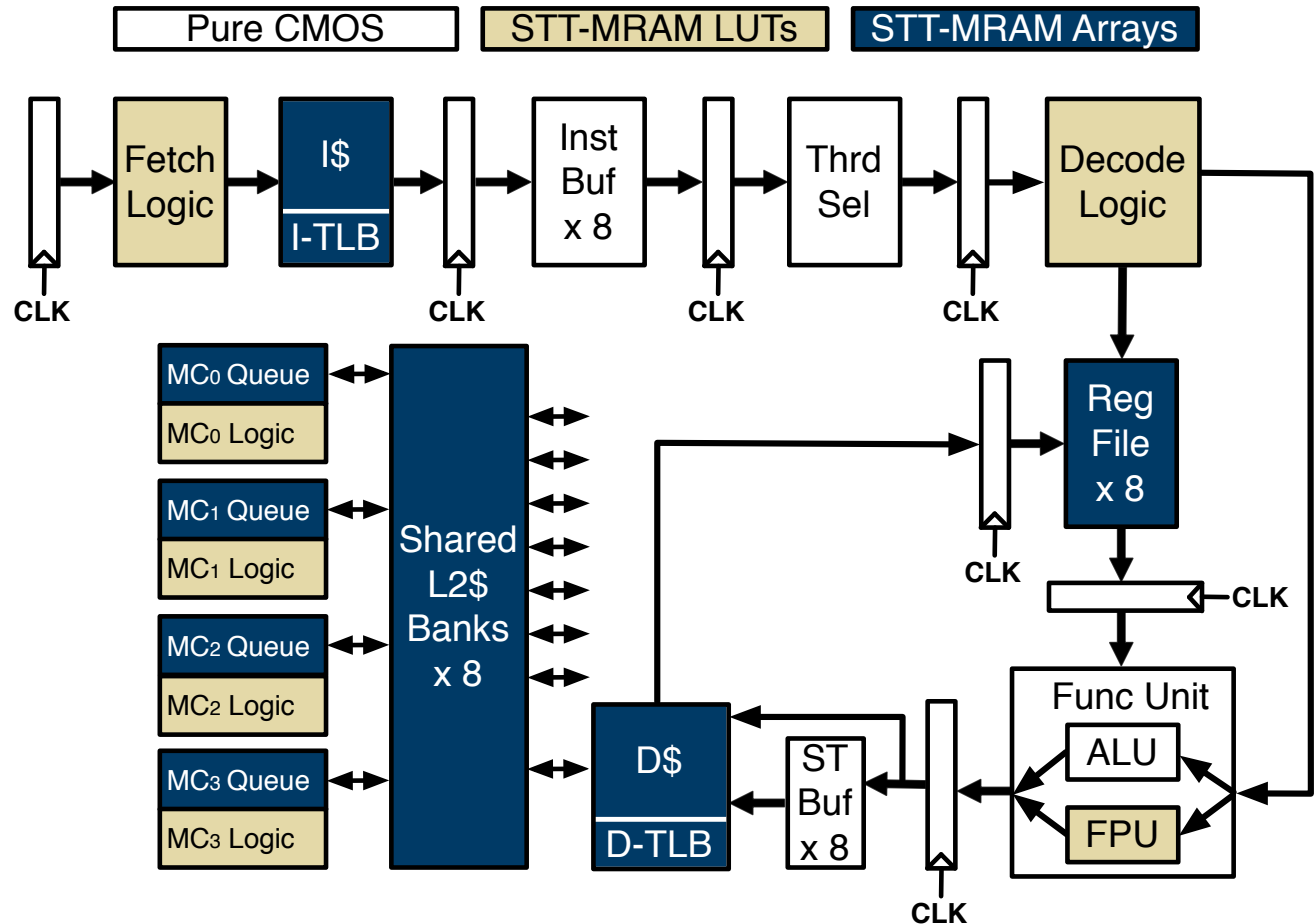 Pure CMOS
STT-MRAM LUTs
STT-MRAM Arrays
Fetch
Logic
I$
I-TLB
Inst
Buf
x 8
Thrd
Sel
Decode
Logic
CLK
CLK
CLK
CLK
MC0 Queue
MC0 Logic
MC1 Queue
MC1 Logic
MC2 Queue
MC2 Logic
MC3 Queue
MC3 Logic
Shared
L2$
Banks
x 8
Reg
File
x 8
CLK
CLK
Func Unit
ALU
FPU
D$
D-TLB
ST
Buf
x 8
CLK